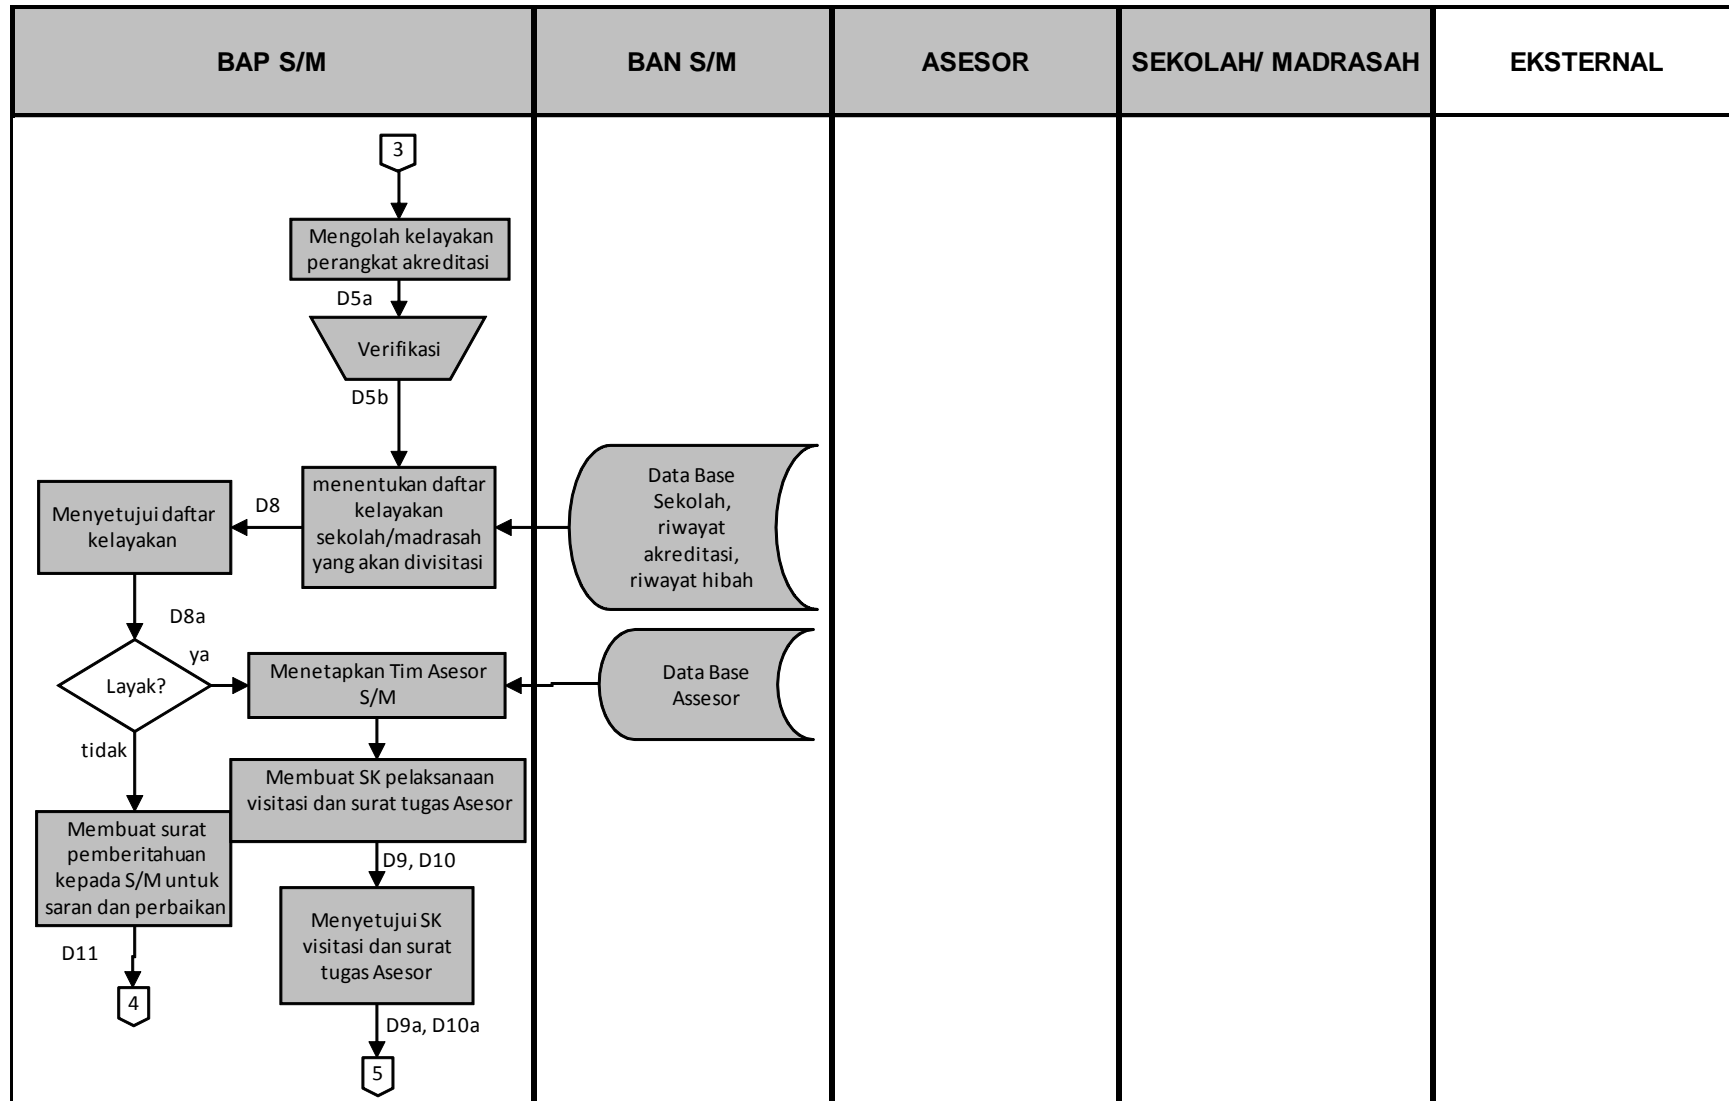 BAP S/M
BAN S/M
ASESOR
SEKOLAH/ MADRASAH
EKSTERNAL
3
Mengolah kelayakan
perangkat akreditasi
D5a
Verifikasi
D5b
menentukan daftar
kelayakan
sekolah/madrasah
yang akan divisitasi
Data Base
Sekolah,
riwayat
akreditasi,
riwayat hibah
D8
Menyetujui daftar
kelayakan
D8a
Layak?
ya
Menetapkan Tim Asesor
S/M
Data Base
Assesor
tidak
Membuat SK pelaksanaan
visitasi dan surat tugas Asesor
Membuat surat
pemberitahuan
kepada S/M untuk
saran dan perbaikan
D9, D10
Menyetujui SK
visitasi dan surat
tugas Asesor
D11
4
D9a, D10a
5